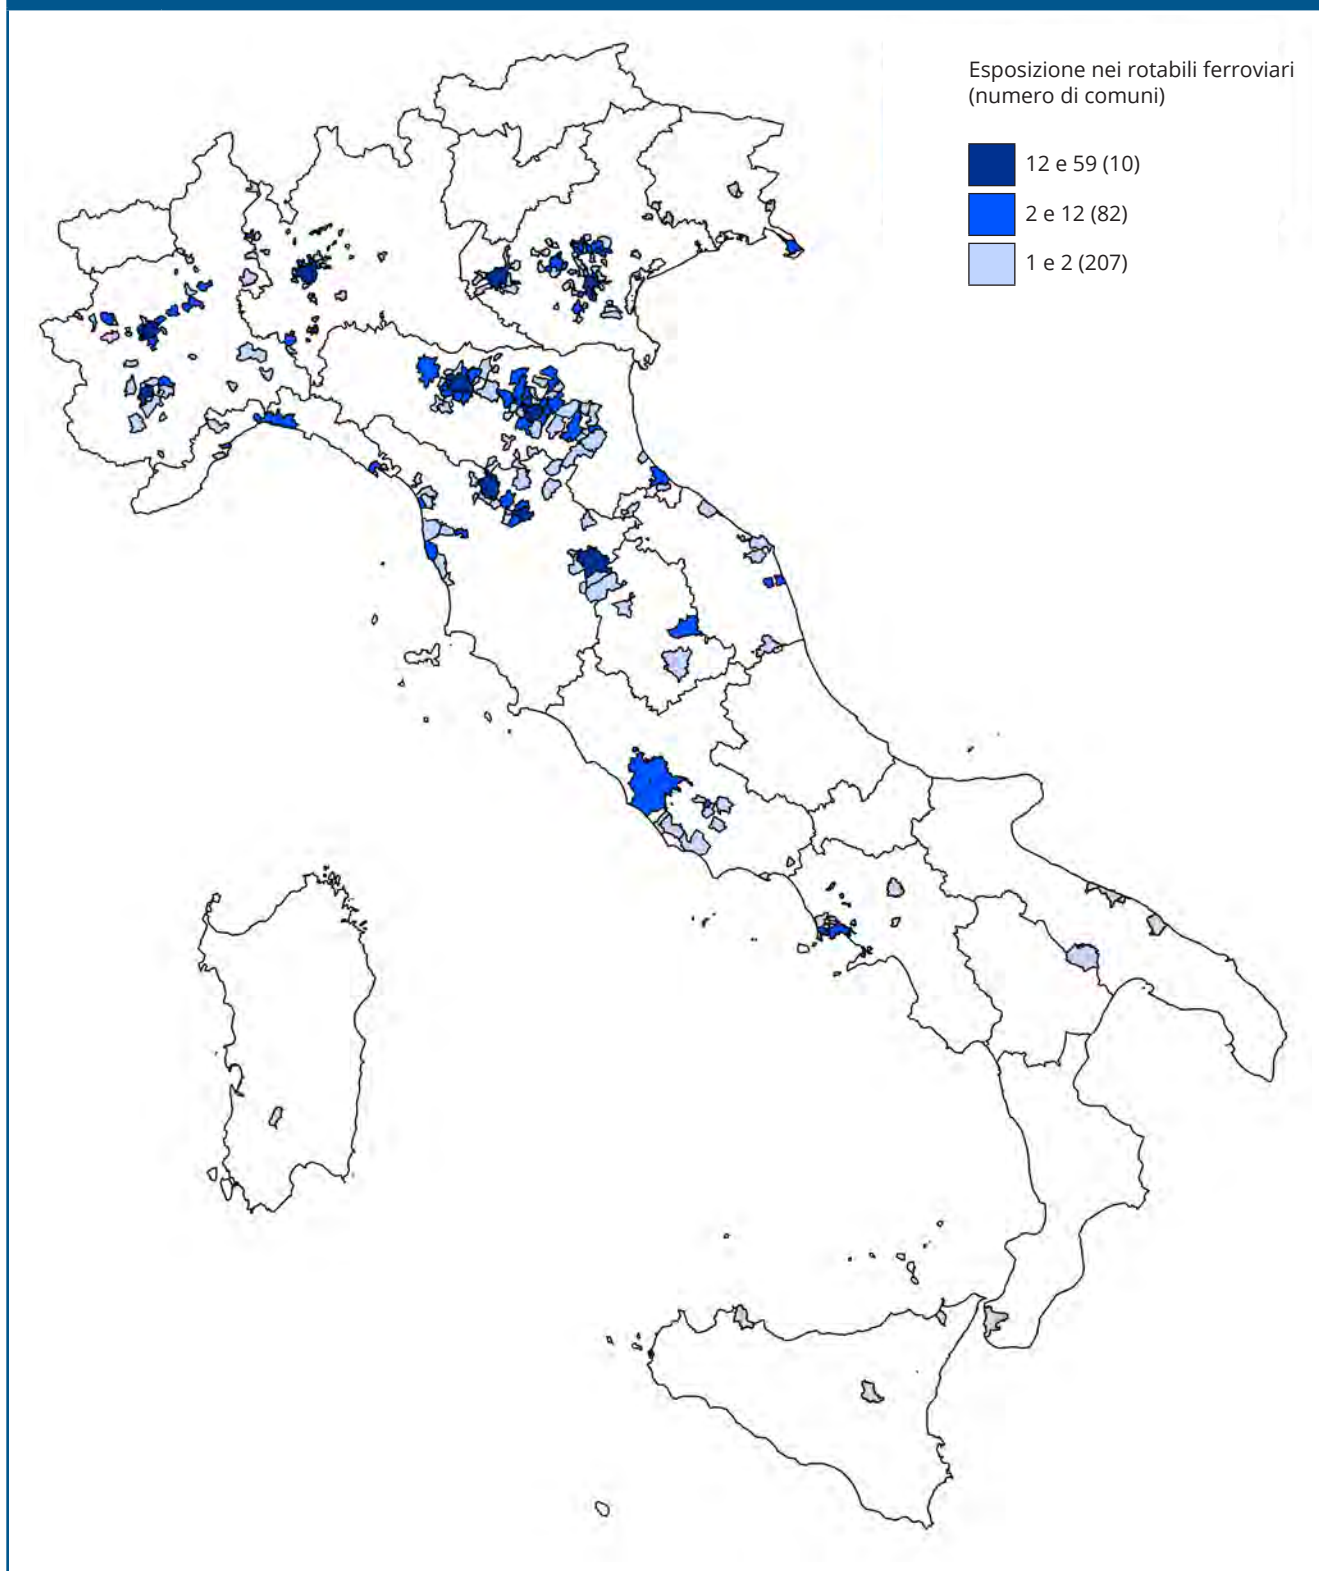 Esposizione nei rotabili ferroviari
(numero di comuni)
12 e 59 (10)
2 e 12 (82)
1 e 2 (207)